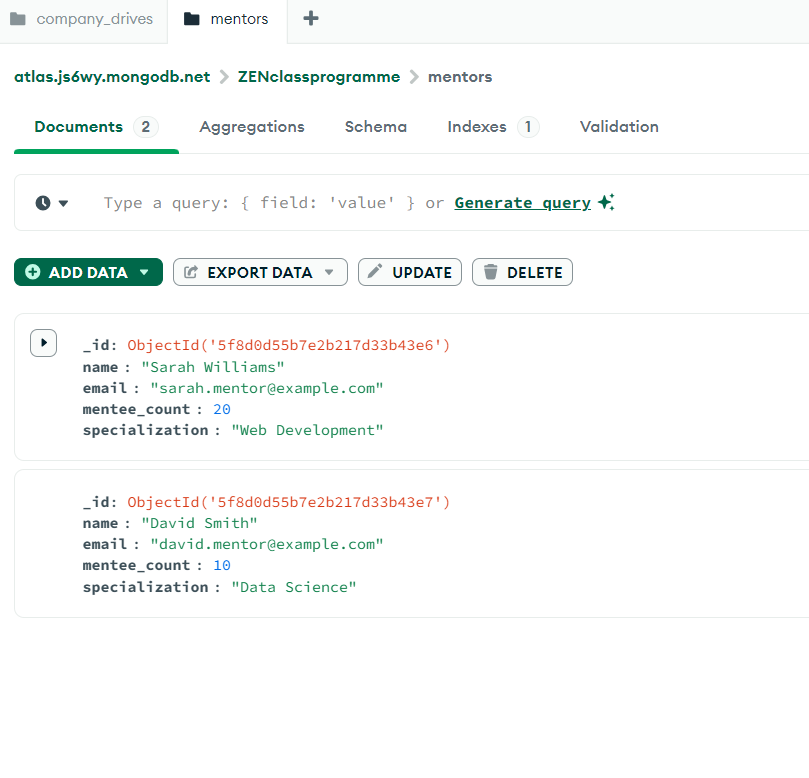 company_drives
mentors
atlas.js6wy.mongodb.net
ZENclassprogramme
mentors
Documents 2
Aggregations
Schema
Indexes 1
Validation
Type a query: { field: 'value' } or Generate query
ADD DATA
EXPORT DATA
UPDATE
DELETE
_id: ObjectId('5f8d0d55b7e2b217d33b43e6')
name : "Sarah Williams"
email : "sarah.mentor@example.com"
mentee_count : 20
specialization : "Web Development"
_id: ObjectId('5f8d0d55b7e2b217d33b43e7')
name : "David Smith"
email : "david.mentor@example.com"
mentee_count : 10
specialization : "Data Science"